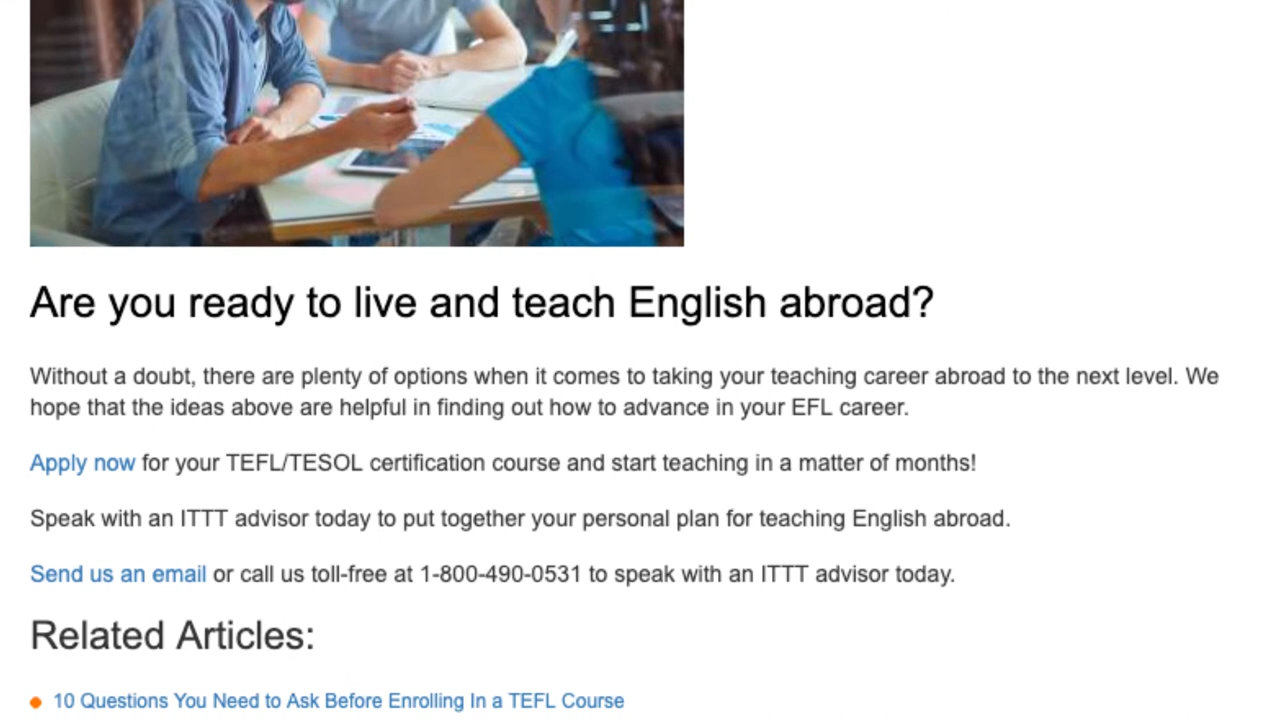 Are you ready to live and teach English abroad?
Without a doubt, there are plenty of options when it comes to taking your teaching career abroad to the next level. We
hope that the ideas above are helpful in finding out how to advance in your EFL career.
Apply now for your TEFL/TESOL certification course and start teaching in a matter of months!
Speak with an ITTT advisor today to put together your personal plan for teaching English abroad.
Send us an email or call us toll-free at 1-800-490-0531 to speak with an ITTT advisor today.
Related Articles:
10 Questions You Need to Ask Before Enrolling In a TEFL Course